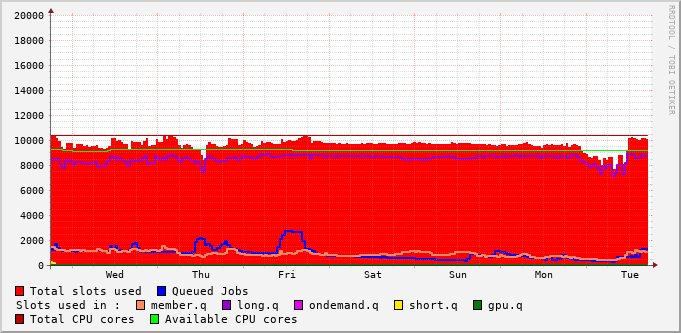 20000
18000
16000
14000
12000
10000
8000
6000
4000
2000
0
Wed Thu Fri Sat Sun Mon Tue
RRDTOOL / TOBI OETIKER
Total slots used Queued Jobs
Slots used in : member.q long.q ondemand.q short.q gpu.q
Total CPU cores Available CPU cores